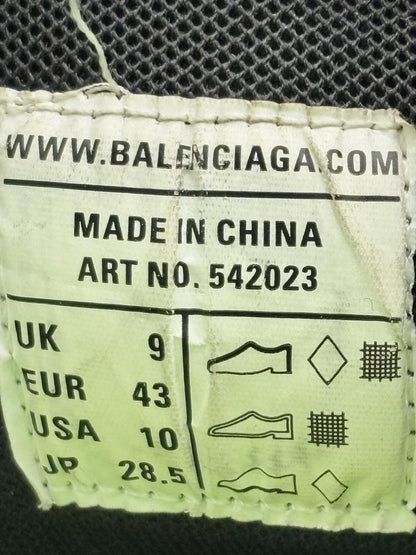 WWW.BALENCIAGA.COM
MADE IN CHINA
ART NO. 542023
UK 9
EUR 43
USA 10
JP 28.5